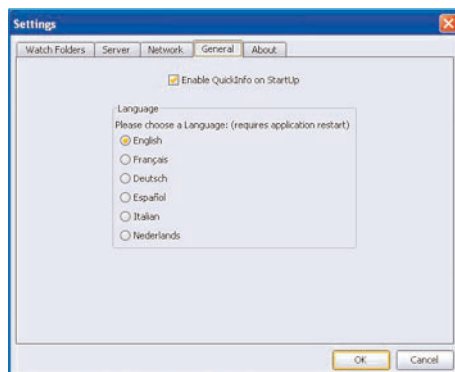 Settings
Watch Folders Server Network General About
Enable QuickInfo on StartUp
Language
Please choose a Language: (requires application restart)
English
Français
Deutsch
Español
Italian
Nederlands
OK Cancel